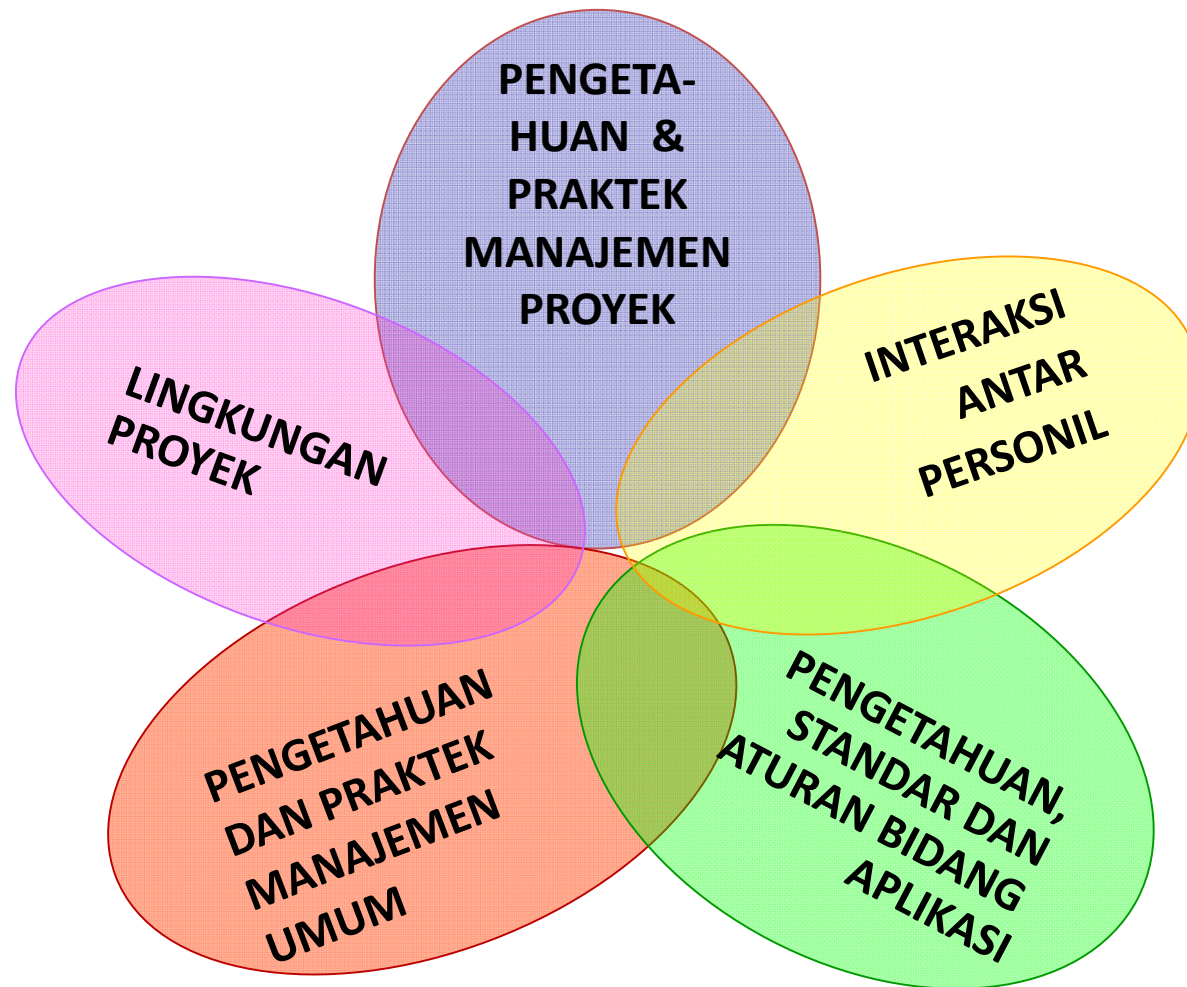 PENGETA-
HUAN &
PRAKTEK
MANAJEMEN
PROYEK
INTERAKSI
ANTAR
PERSONIL
LINGKUNGAN
PROYEK
PENGETAHUAN
DAN PRAKTEK
MANAJEMEN
UMUM
PENGETAHUAN,
STANDAR DAN
ATURAN BIDANG
APLIKASI